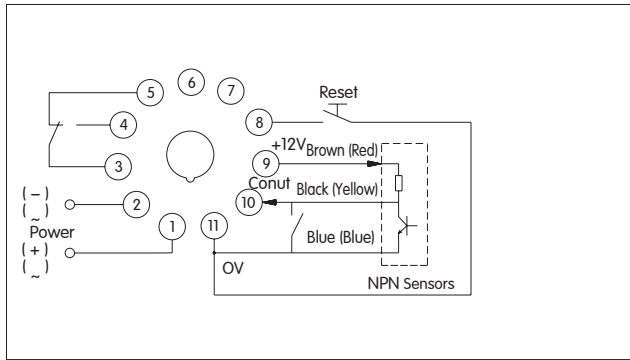 6
5
7
Reset
4
8
+12V
Brown (Red)
3
9
Conut
Black (Yellow)
( - )
( ~ )
2
10
1
11
Blue (Blue)
Power
( + )
( ~ )
OV
NPN Sensors